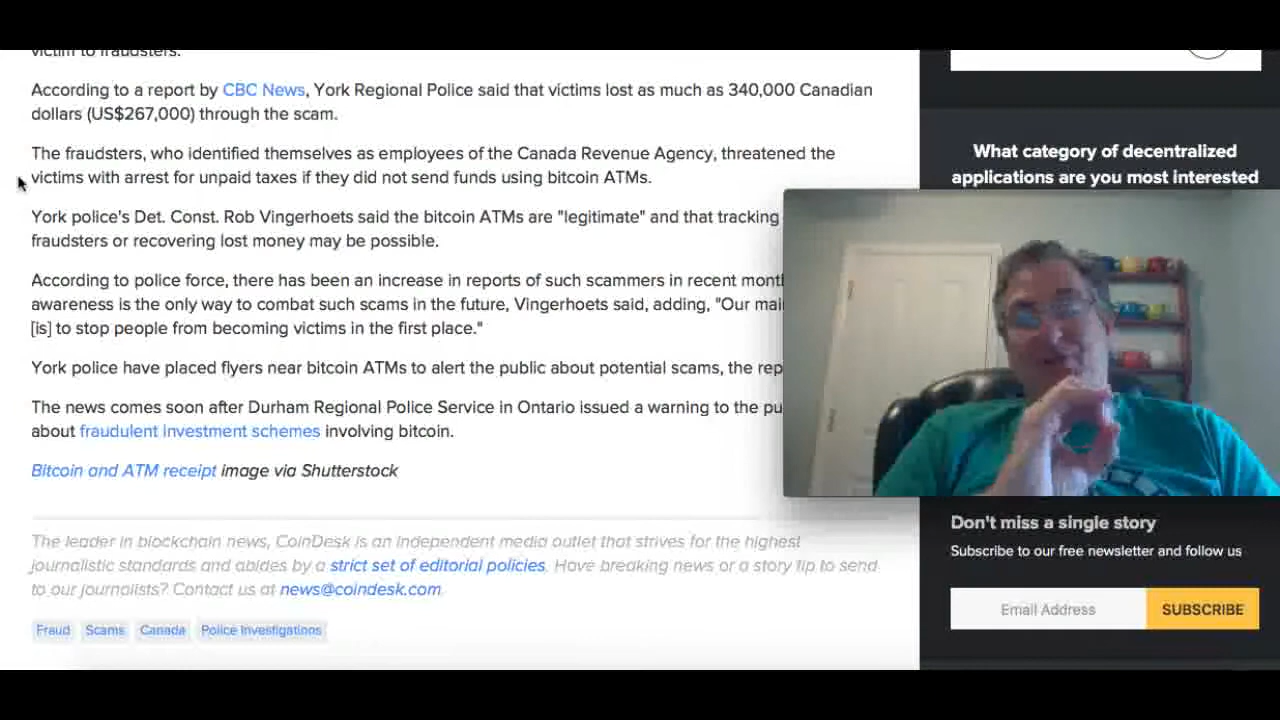 victim to fraudsters.
According to a report by CBC News, York Regional Police said that victims lost as much as 340,000 Canadian
dollars (US$267,000) through the scam.
The fraudsters, who identified themselves as employees of the Canada Revenue Agency, threatened the
victims with arrest for unpaid taxes if they did not send funds using bitcoin ATMs.
York police's Det. Const. Rob Vingerhoets said the bitcoin ATMs are "legitimate" and that tracking
fraudsters or recovering lost money may be possible.
According to police force, there has been an increase in reports of such scammers in recent mont
awareness is the only way to combat such scams in the future, Vingerhoets said, adding, "Our mai
[is] to stop people from becoming victims in the first place."
York police have placed flyers near bitcoin ATMs to alert the public about potential scams, the rep
The news comes soon after Durham Regional Police Service in Ontario issued a warning to the pu
about fraudulent investment schemes involving bitcoin.
Bitcoin and ATM receipt image via Shutterstock
The leader in blockchain news, CoinDesk is an independent media outlet that strives for the highest
journalistic standards and abides by a strict set of editorial policies. Have breaking news or a story tip to send
to our journalists? Contact us at news@coindesk.com.
Fraud Scams Canada Police Investigations
What category of decentralized
applications are you most interested
Don't miss a single story
Subscribe to our free newsletter and follow us
Email Address SUBSCRIBE